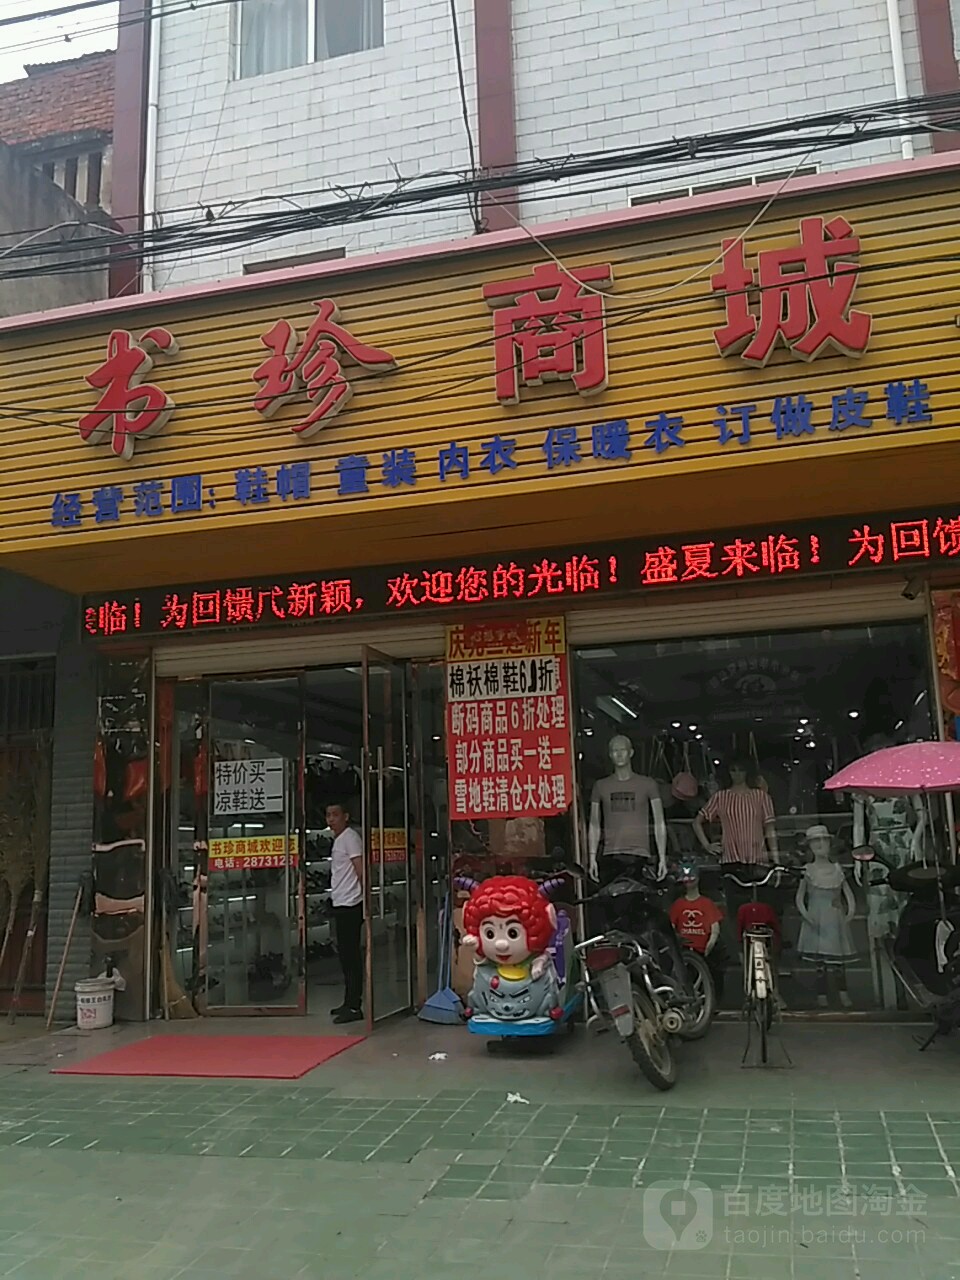 书珍商城
经营范围：鞋帽 童装 内衣 保暖衣 订做皮鞋
临！为回馈 新颖，欢迎您的光临！盛夏来临！为回馈
迎新年
棉袄棉鞋6.折
断码商品6折处理
部分商品买一送一
雪地鞋清仓大处理
特价买一
凉鞋送一
书珍商城欢迎您
电话：2873123
CHANEL
百度地图淘金
taojin.baidu.com